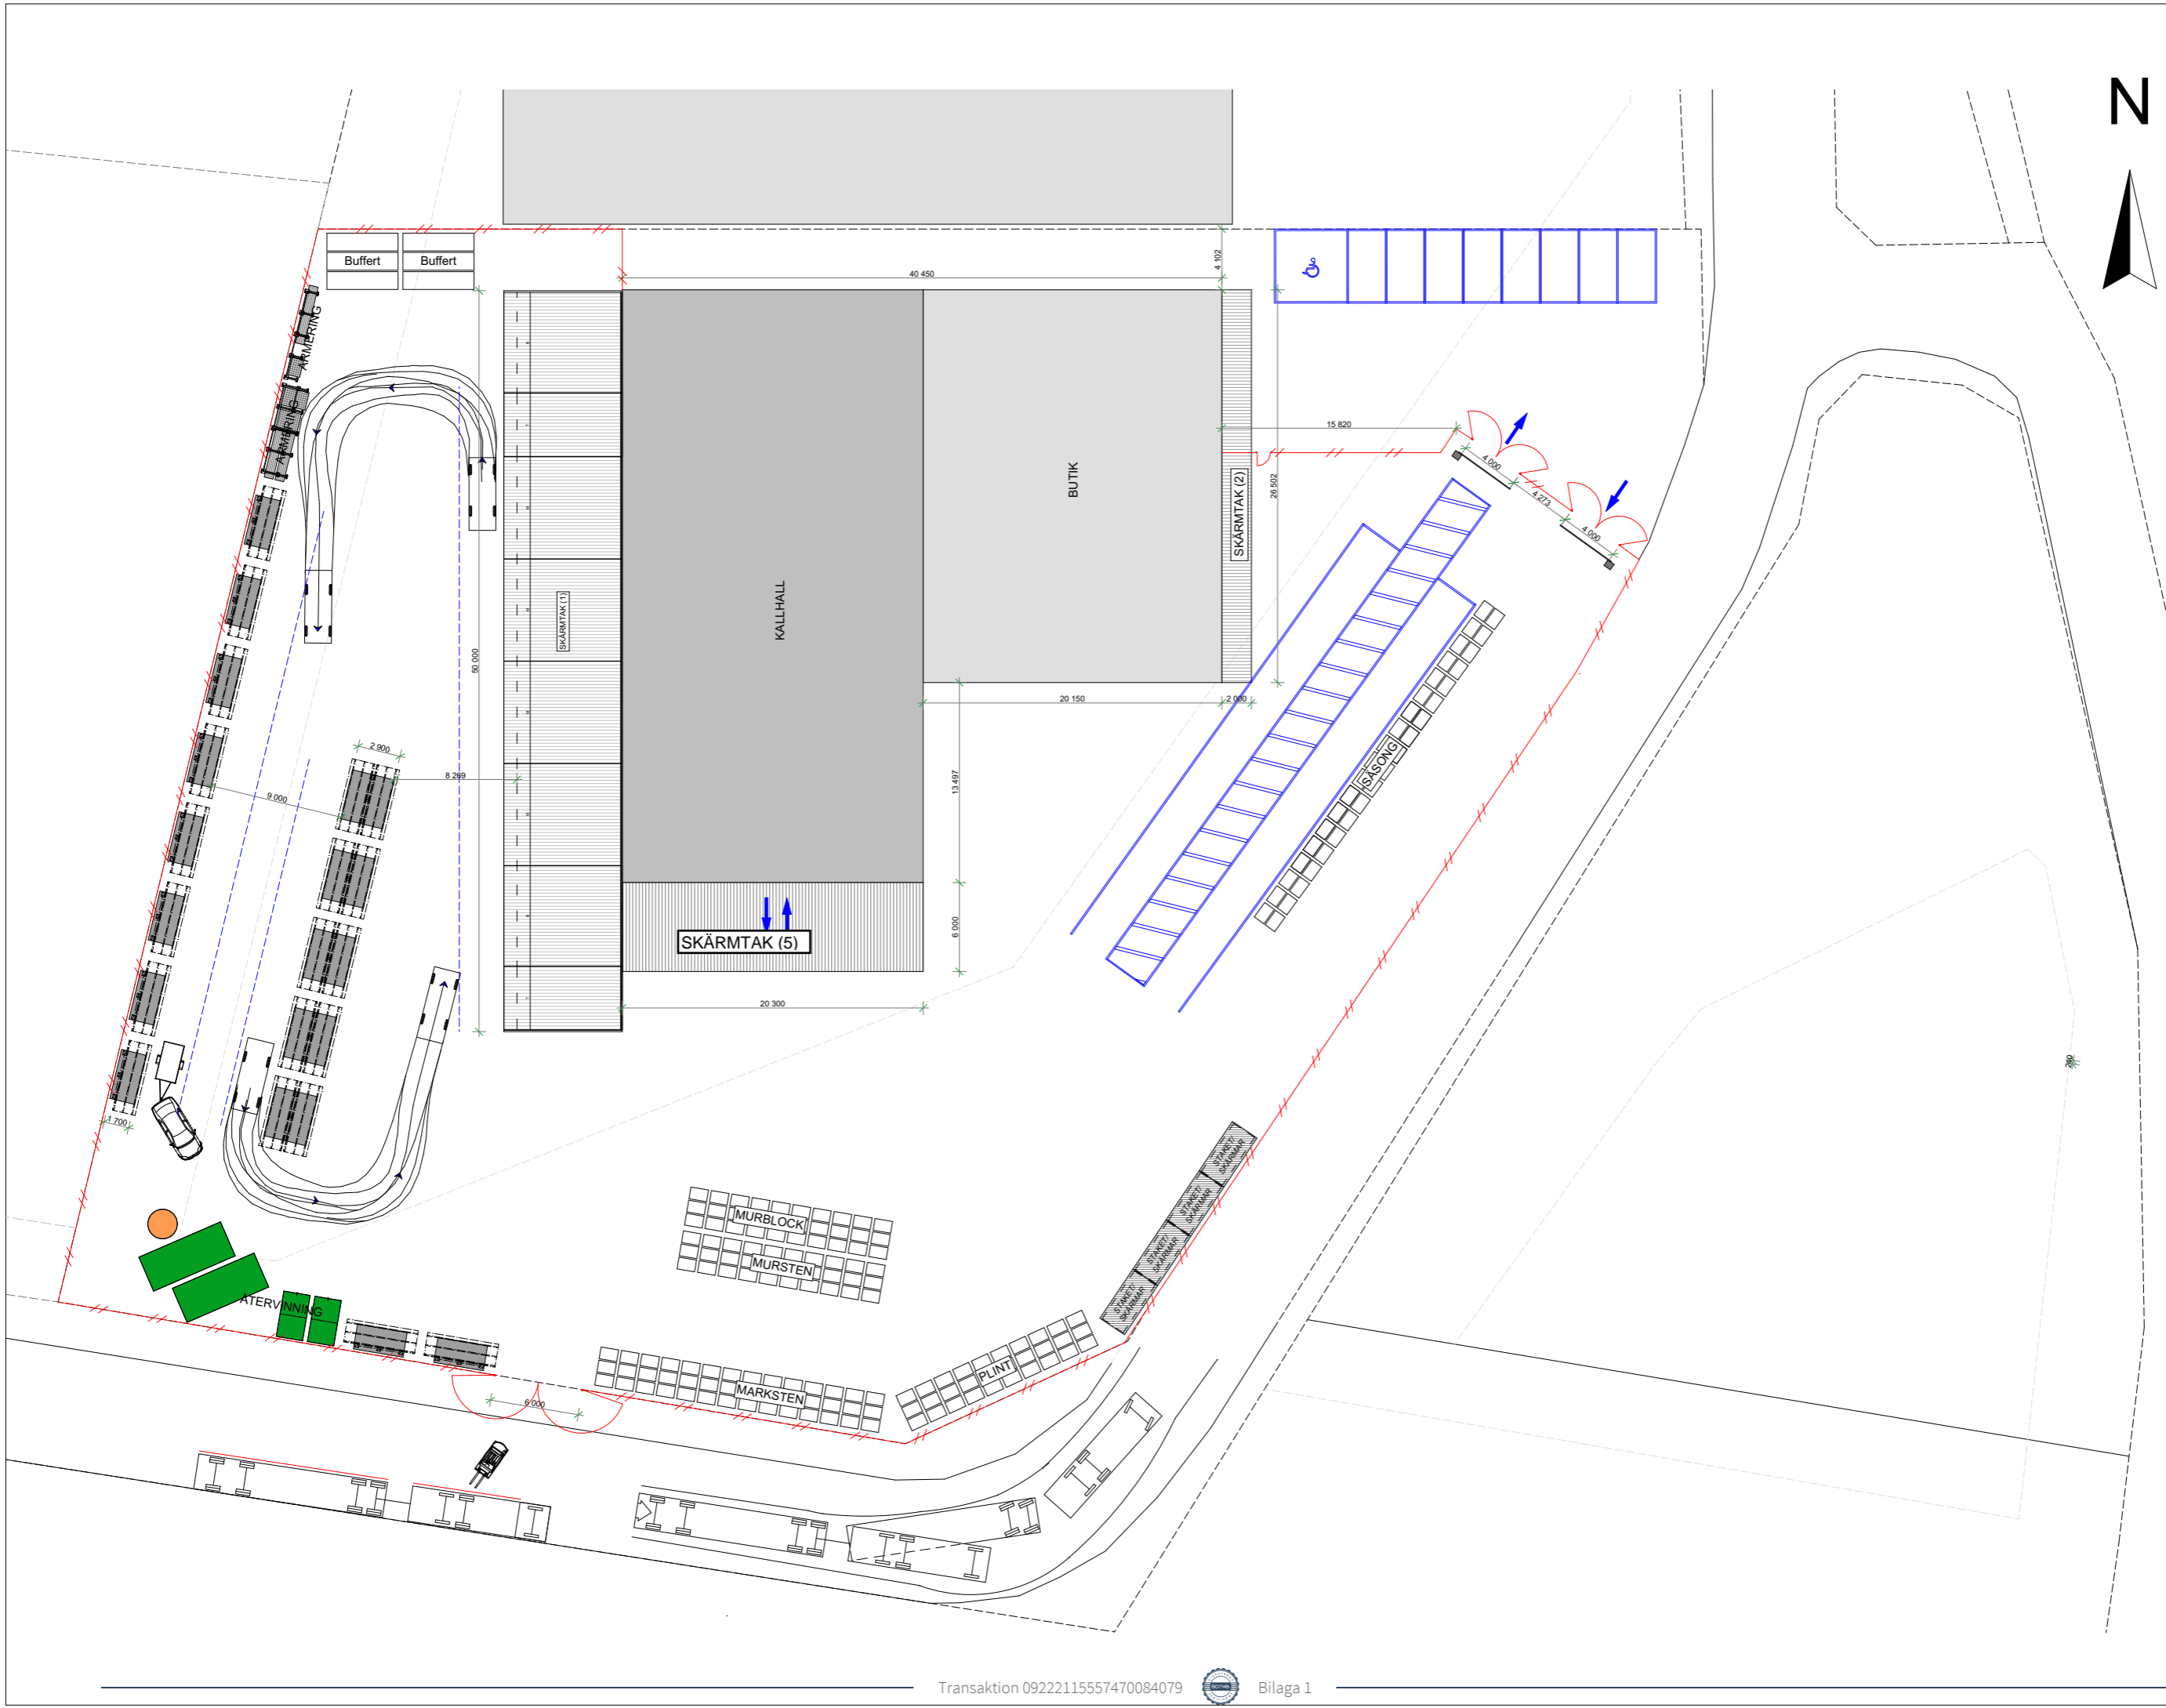 N
Buffert
Buffert
40 450
4 102
ARMERING
ARMERING
15 820
4 000
4 273
4 000
BUTIK
SKÄRMTAK (2)
26 502
KALLHALL
SKÄRMTAK (1)
50 000
20 150
2 000
2 900
8 269
9 000
13 497
SÄSONG
6 000
SKÄRMTAK (5)
20 300
1 700
STAKET/
SKÄRMAR
STAKET/
SKÄRMAR
STAKET/
SKÄRMAR
STAKET/
SKÄRMAR
MURBLOCK
MURSTEN
ÅTERVINNING
PLINT
MARKSTEN
6 000
Transaktion 09222115557470084079
Bilaga 1